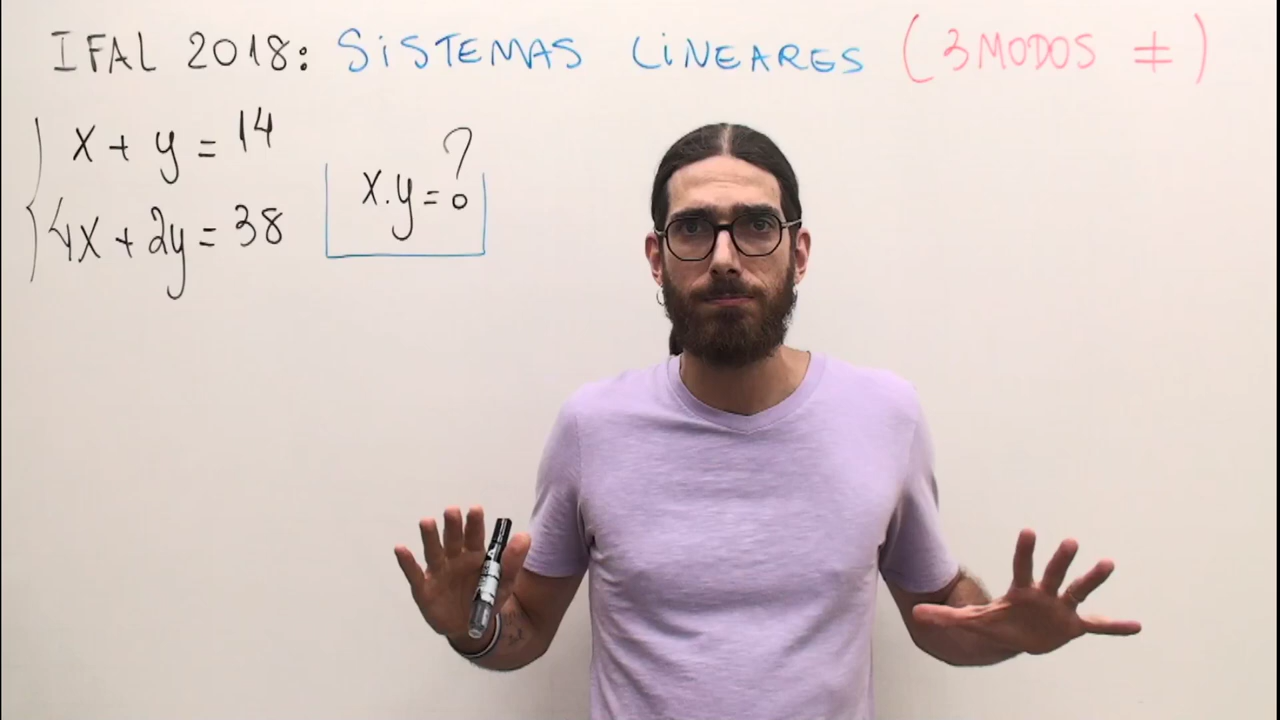 IFAL 2018: SISTEMAS LINEARES (3 MODOS ≠)
x + y = 14
4x + 2y = 38
x.y = ?